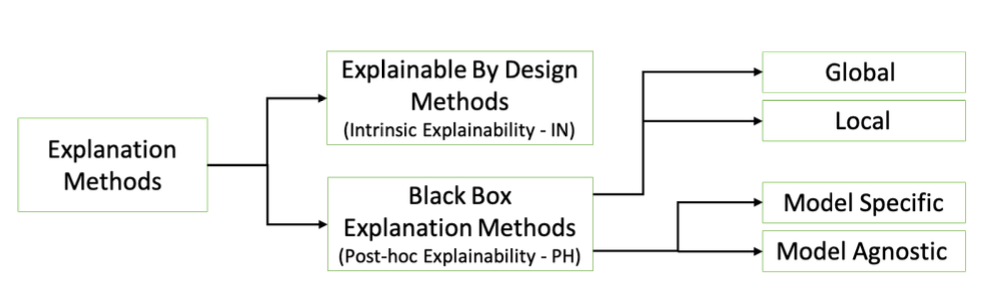 Explanation
Methods
Explainable By Design
Methods
(Intrinsic Explainability - IN)
Black Box
Explanation Methods
(Post-hoc Explainability - PH)
Global
Local
Model Specific
Model Agnostic